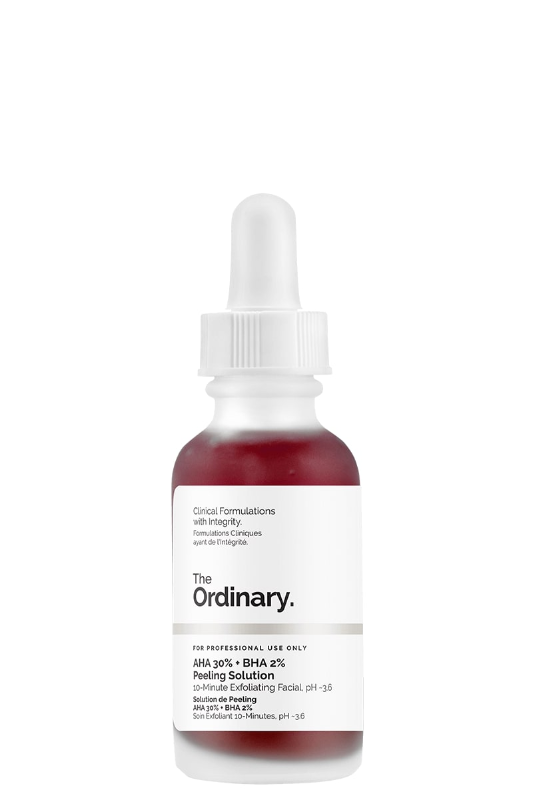 Clinical Formulations
with Integrity.
Formulations Cliniques
ayant de l'Intégrité.
The
Ordinary.
FOR PROFESSIONAL USE ONLY
AHA 30% + BHA 2%
Peeling Solution
10-Minute Exfoliating Facial, pH ~3.6
Solution de Peeling
AHA 30% + BHA 2%
Soin Exfoliant 10-Minutes, pH ~3.6